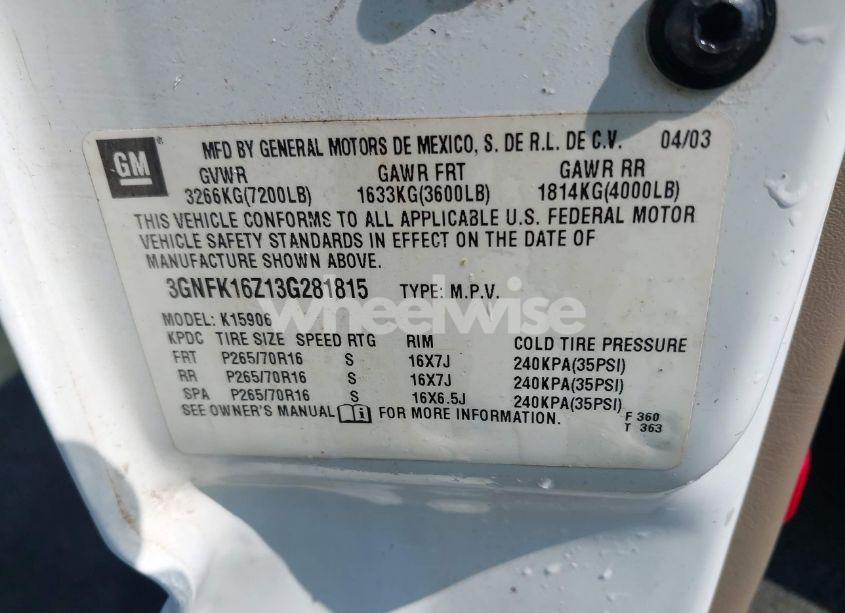 GM
MFD BY GENERAL MOTORS DE MEXICO, S. DE R.L. DE C.V. 04/03
GVWR GAWR FRT GAWR RR
3266KG(7200LB) 1633KG(3600LB) 1814KG(4000LB)
THIS VEHICLE CONFORMS TO ALL APPLICABLE U.S. FEDERAL MOTOR
VEHICLE SAFETY STANDARDS IN EFFECT ON THE DATE OF
MANUFACTURE SHOWN ABOVE.
3GNFK16Z13G281815 TYPE: M.P.V.
wheelwise
MODEL: K15906
KPDC TIRE SIZE SPEED RTG RIM COLD TIRE PRESSURE
FRT P265/70R16 S 16X7J 240KPA(35PSI)
RR P265/70R16 S 16X7J 240KPA(35PSI)
SPA P265/70R16 S 16X6.5J 240KPA(35PSI)
SEE OWNER'S MANUAL FOR MORE INFORMATION.
F 360
T 363